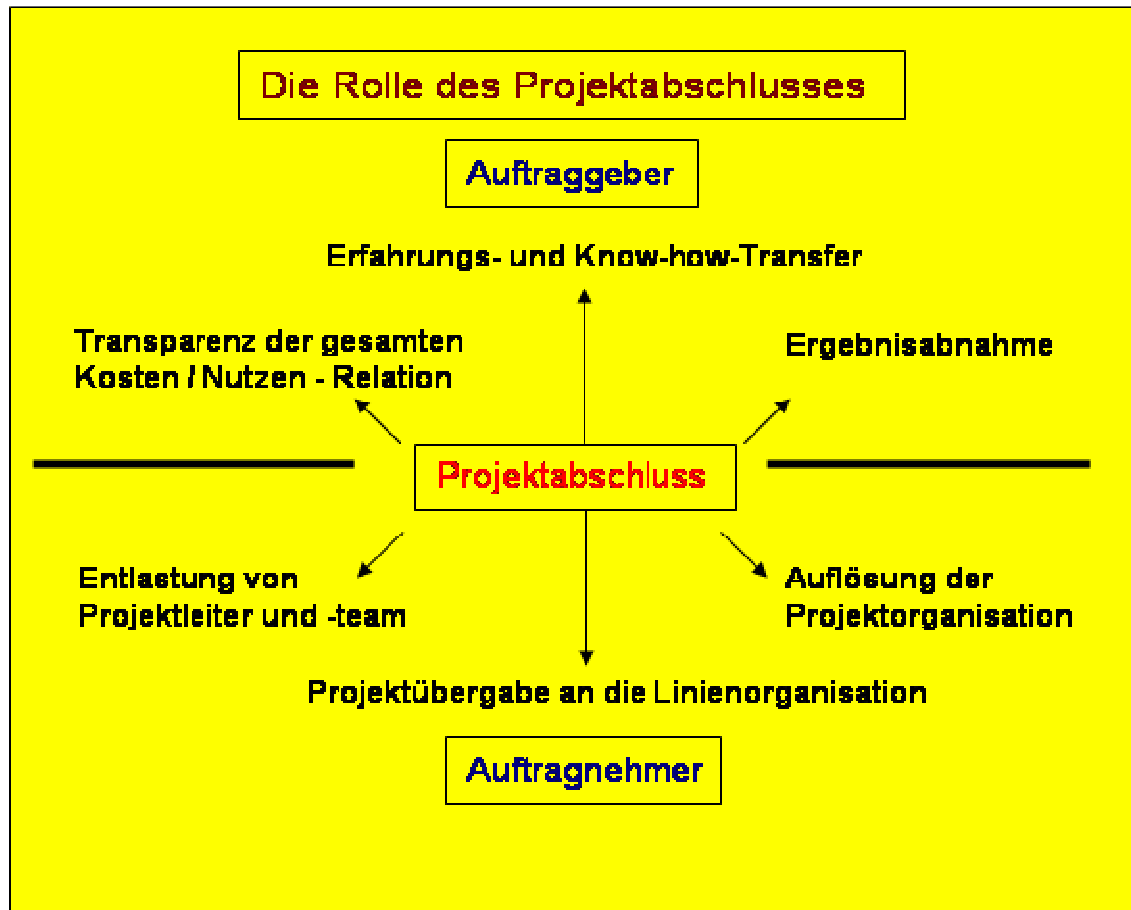 Die Rolle des Projektabschlusses
Auftraggeber
Erfahrungs- und Know-how-Transfer
Transparenz der gesamten
Kosten / Nutzen - Relation
Ergebnisabnahme
Projektabschluss
Entlastung von
Projektleiter und -team
Auflösung der
Projektorganisation
Projektübergabe an die Linienorganisation
Auftragnehmer